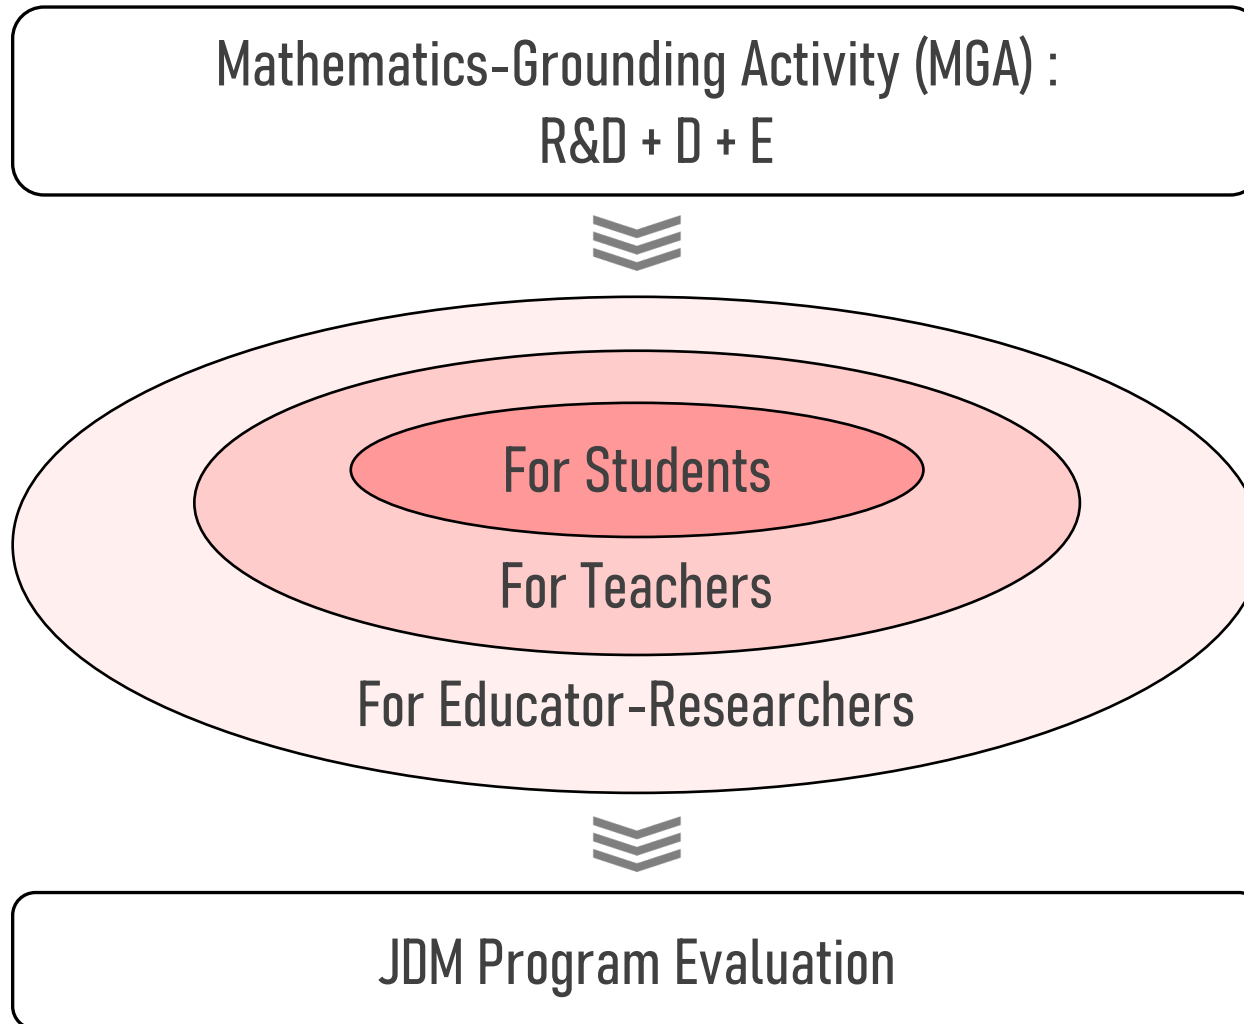 Mathematics-Grounding Activity (MGA) :
R&D + D + E
For Students
For Teachers
For Educator-Researchers
JDM Program Evaluation